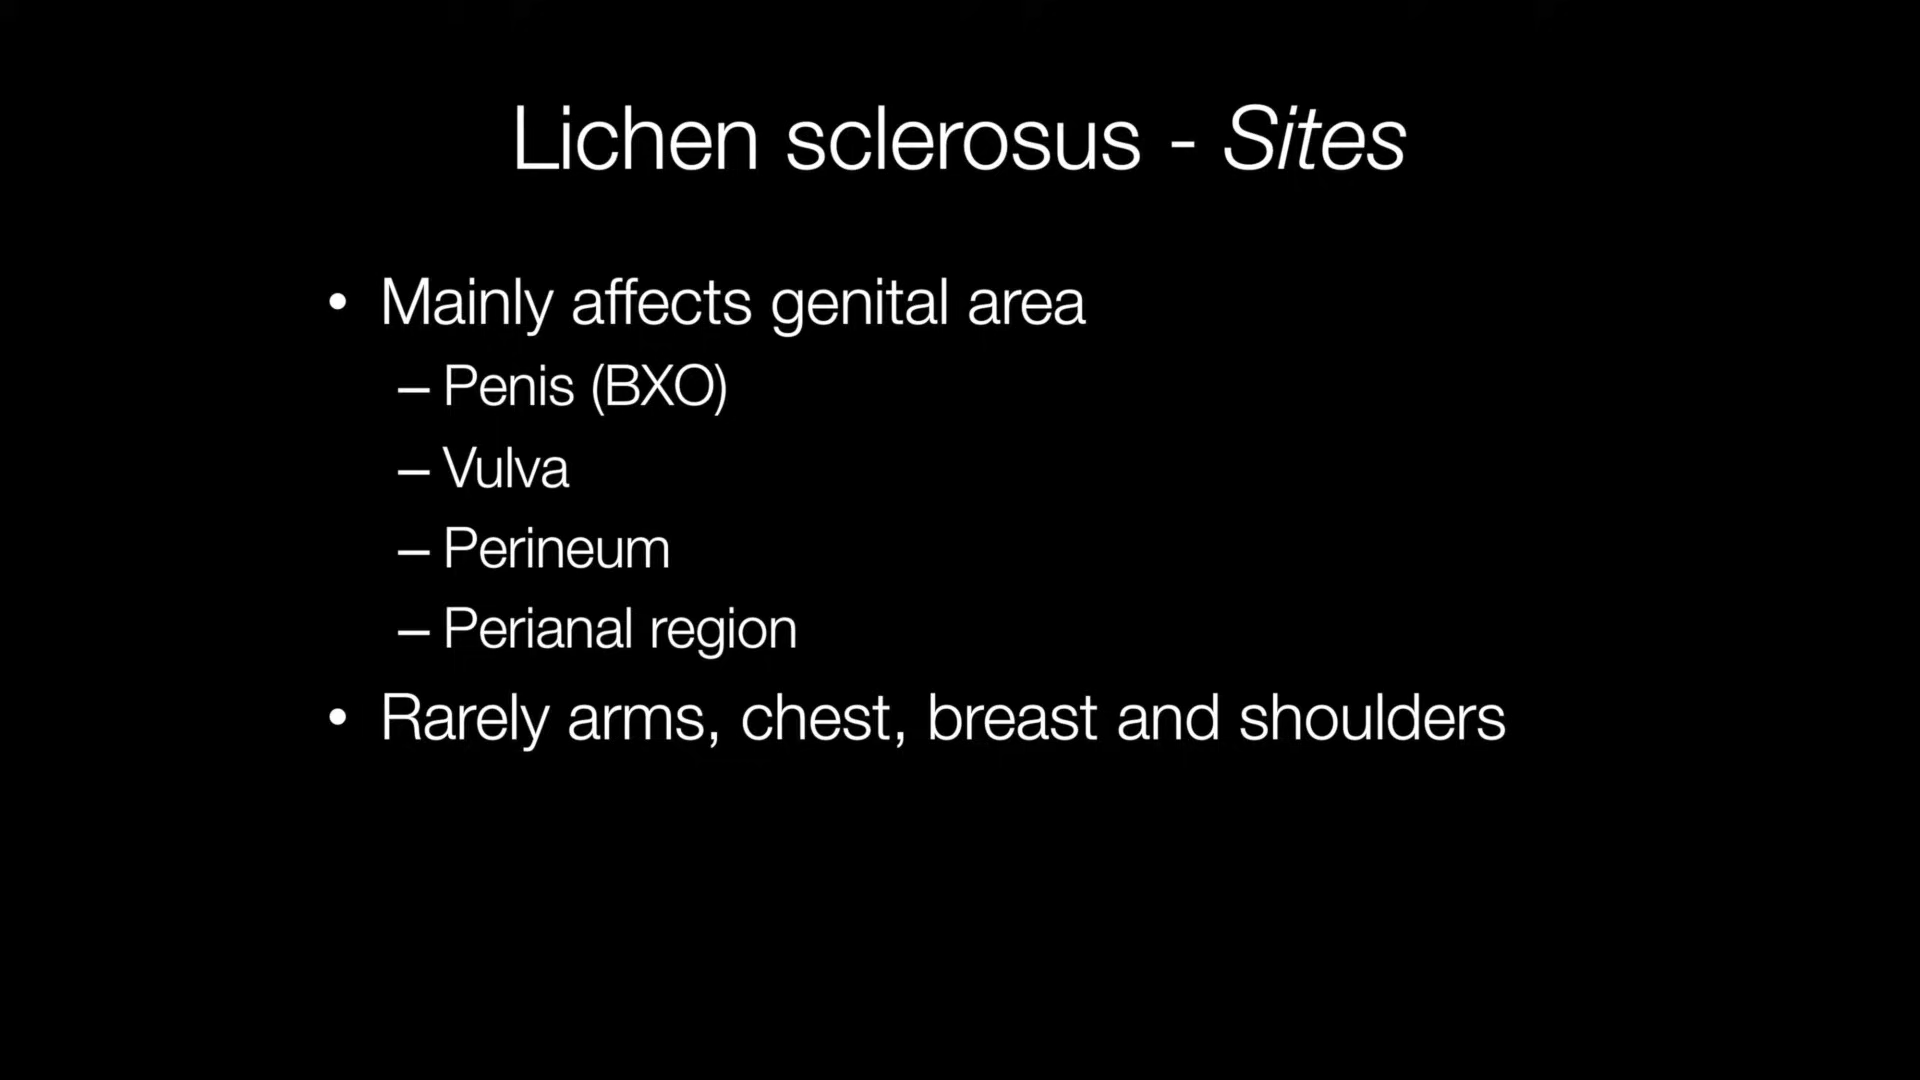 Lichen sclerosus - Sites
• Mainly affects genital area
– Penis (BXO)
– Vulva
– Perineum
– Perianal region
• Rarely arms, chest, breast and shoulders